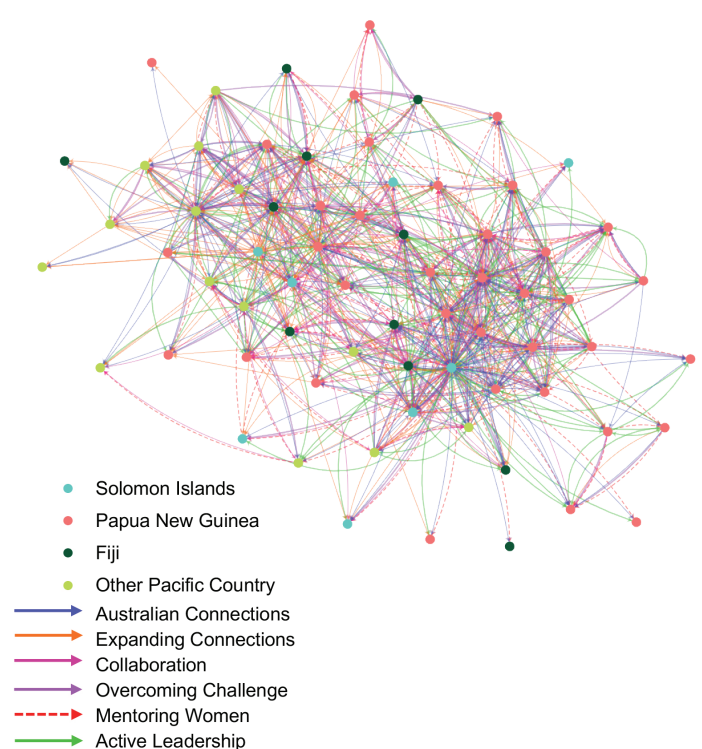 Solomon Islands
Papua New Guinea
Fiji
Other Pacific Country
Australian Connections
Expanding Connections
Collaboration
Overcoming Challenge
Mentoring Women
Active Leadership